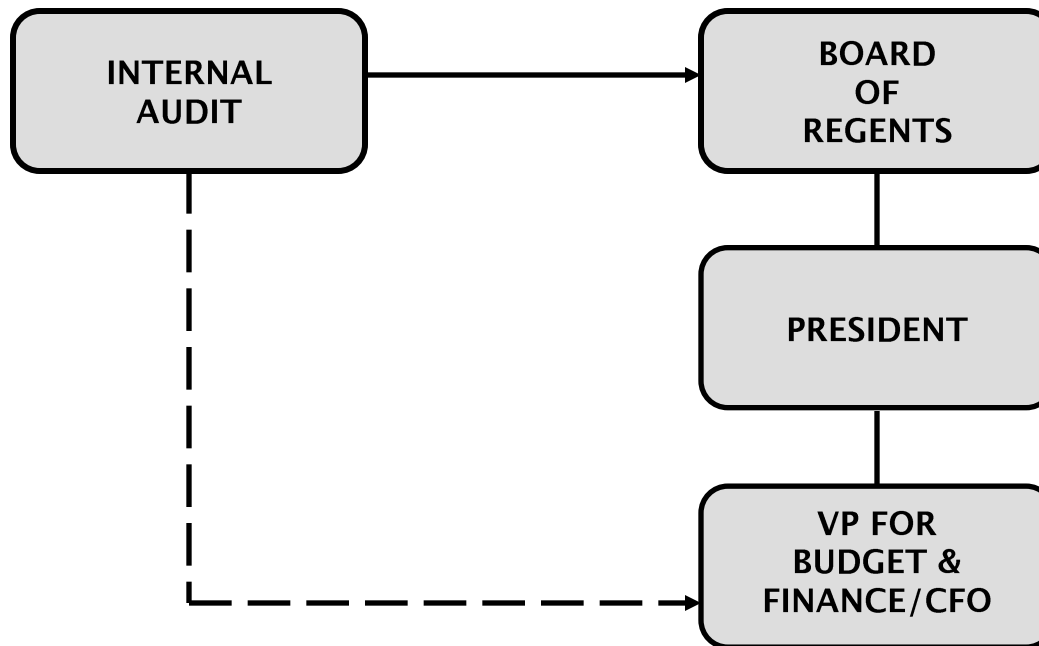 INTERNAL
AUDIT
BOARD
OF
REGENTS
PRESIDENT
VP FOR
BUDGET &
FINANCE/CFO